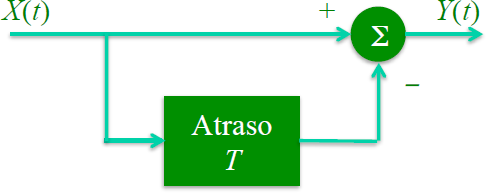 X(t)
+
Y(t)
Σ
−
Atraso
T